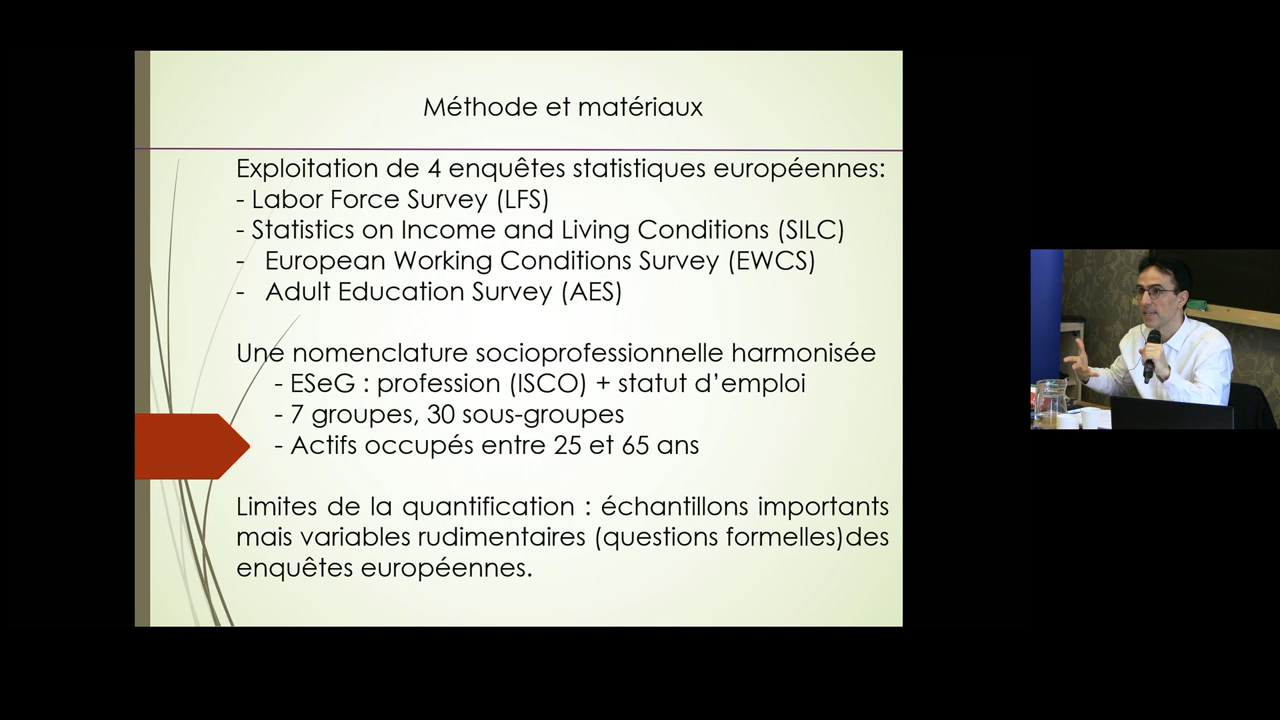 Méthode et matériaux
Exploitation de 4 enquêtes statistiques européennes:
- Labor Force Survey (LFS)
- Statistics on Income and Living Conditions (SILC)
- European Working Conditions Survey (EWCS)
- Adult Education Survey (AES)
Une nomenclature socioprofessionnelle harmonisée
- ESeG : profession (ISCO) + statut d’emploi
- 7 groupes, 30 sous-groupes
- Actifs occupés entre 25 et 65 ans
Limites de la quantification : échantillons importants
mais variables rudimentaires (questions formelles)des
enquêtes européennes.